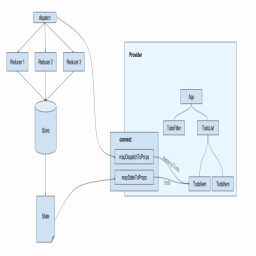 dispatch
Provider
Reducer 1
Reducer 2
Reducer 3
App
Store
TodoFilter
TodoList
connect
mapDispatchToProps
mapStateToProps
TodoItem
TodoItem
State